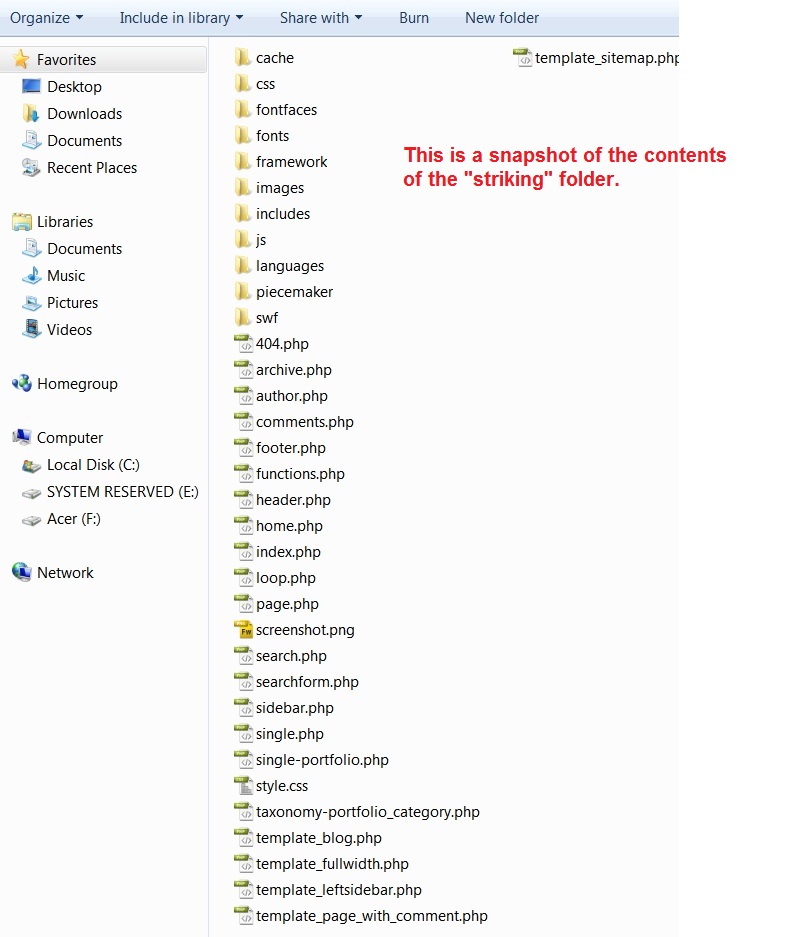 Organize Include in library Share with Burn New folder
Favorites
Desktop
Downloads
Documents
Recent Places
Libraries
Documents
Music
Pictures
Videos
Homegroup
Computer
Local Disk (C:)
SYSTEM RESERVED (E:)
Acer (F:)
Network
cache
css
fontfaces
fonts
framework
images
includes
js
languages
piecemaker
swf
404.php
archive.php
author.php
comments.php
footer.php
functions.php
header.php
home.php
index.php
loop.php
page.php
screenshot.png
search.php
searchform.php
sidebar.php
single.php
single-portfolio.php
style.css
taxonomy-portfolio_category.php
template_blog.php
template_fullwidth.php
template_leftsidebar.php
template_page_with_comment.php
template_sitemap.php
This is a snapshot of the contents
of the "striking" folder.